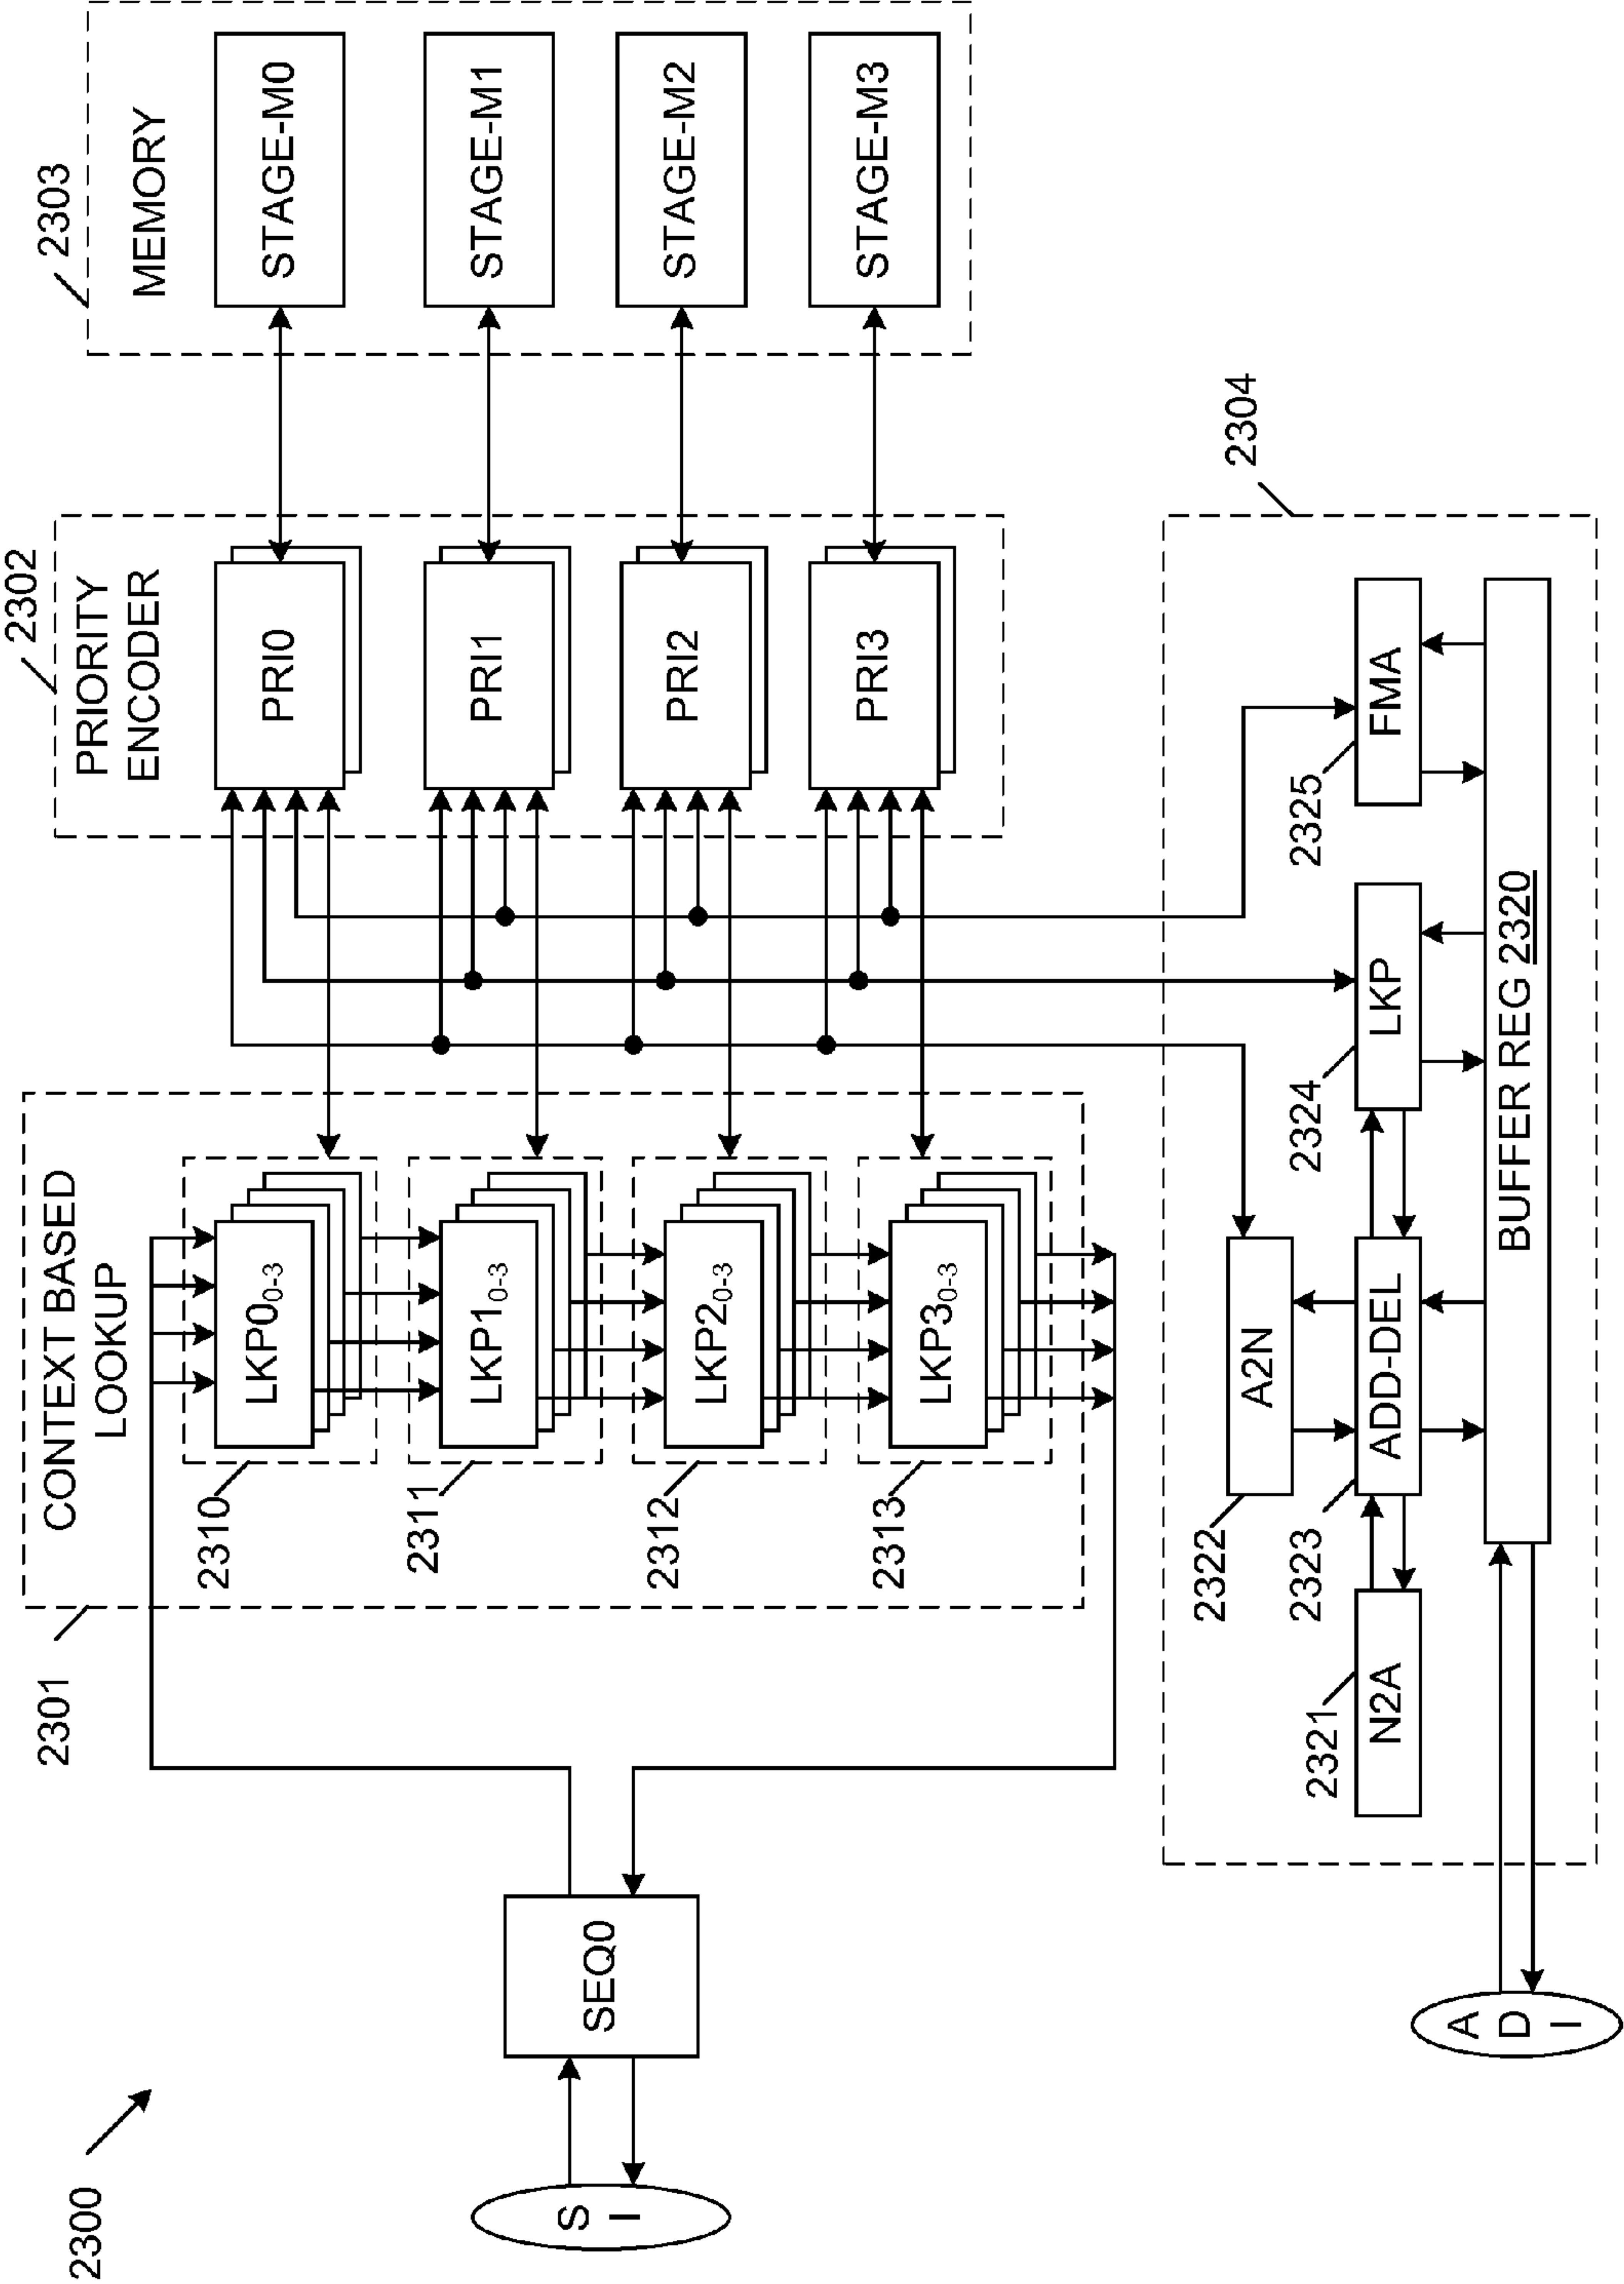 2300
S
I
SEQ0
2301
CONTEXT BASED
LOOKUP
2310
LKP0₀₋₃
2311
LKP1₀₋₃
2312
LKP2₀₋₃
2313
LKP3₀₋₃
2302
PRIORITY
ENCODER
PRI0
PRI1
PRI2
PRI3
2303
MEMORY
STAGE-M0
STAGE-M1
STAGE-M2
STAGE-M3
2304
A
D
I
2321
N2A
2322
A2N
2323
ADD-DEL
2324
LKP
2325
FMA
BUFFER REG 2320